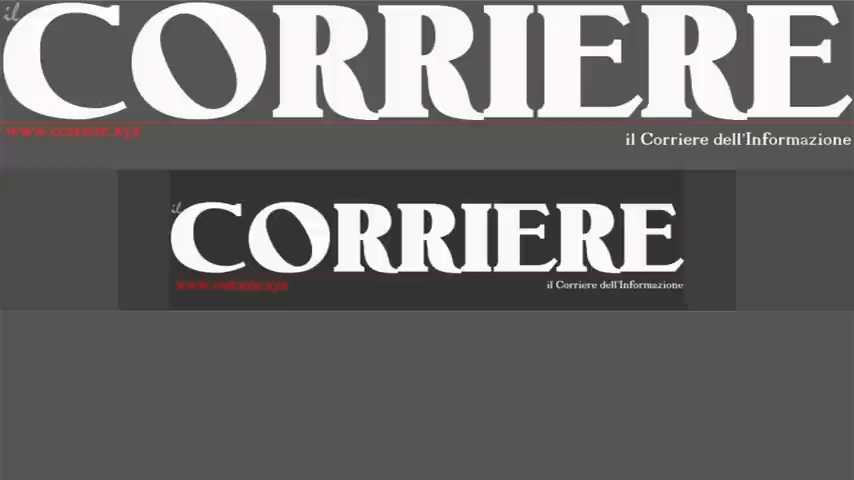 il
CORRIERE
il Corriere dell'Informazione
il
CORRIERE
il Corriere dell'Informazione